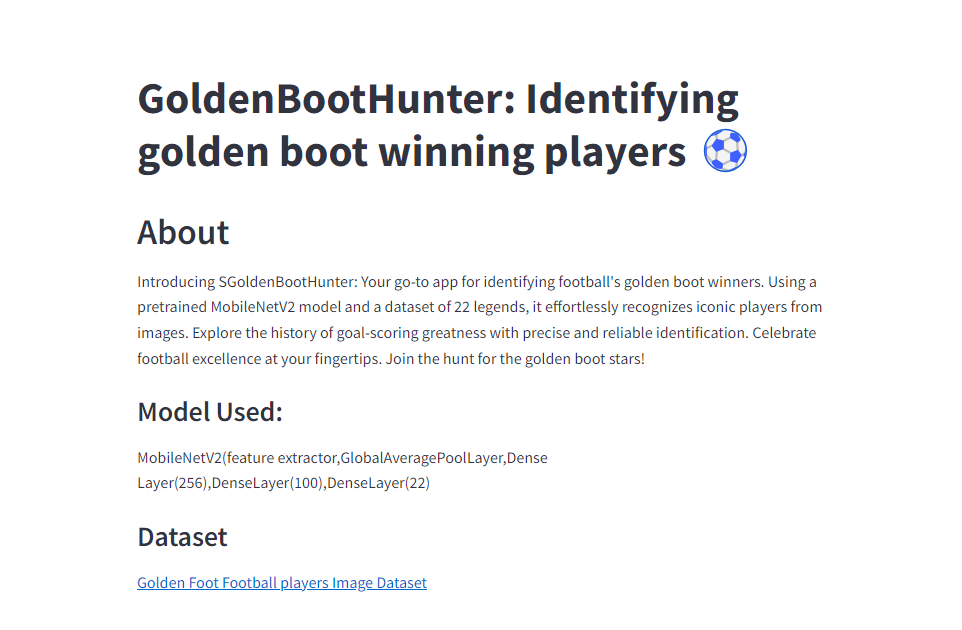 GoldenBootHunter: Identifying
golden boot winning players ⚽
About
Introducing SGoldenBootHunter: Your go-to app for identifying football's golden boot winners. Using a
pretrained MobileNetV2 model and a dataset of 22 legends, it effortlessly recognizes iconic players from
images. Explore the history of goal-scoring greatness with precise and reliable identification. Celebrate
football excellence at your fingertips. Join the hunt for the golden boot stars!
Model Used:
MobileNetV2(feature extractor,GlobalAveragePoolLayer,Dense
Layer(256),DenseLayer(100),DenseLayer(22)
Dataset
Golden Foot Football players Image Dataset